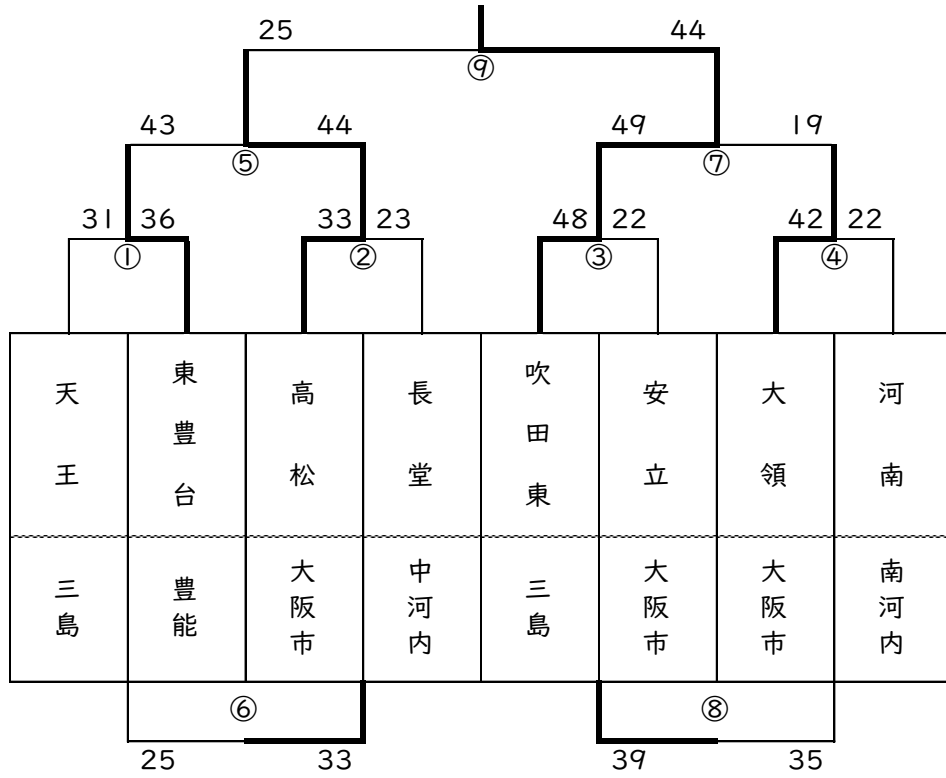 25 44
⑨
43 44 49 19
⑤ ⑦
31 36 33 23 48 22 42 22
① ② ③ ④
天王 東豊台 高松 長堂 吹田東 安立 大領 河南
三島 豊能 大阪市 中河内 三島 大阪市 大阪市 南河内
⑥ ⑧
25 33 39 35